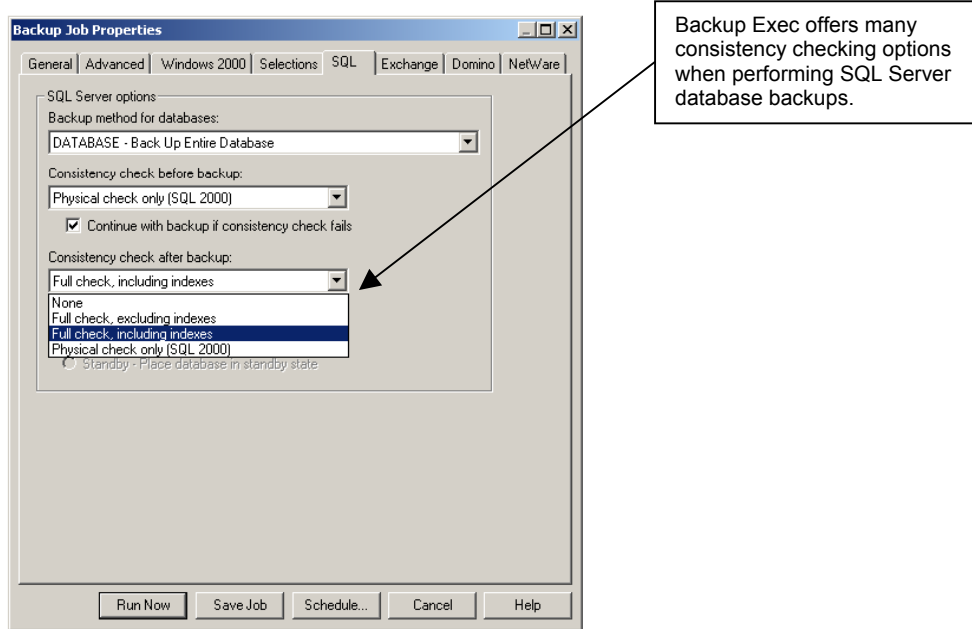 Backup Job Properties
General Advanced Windows 2000 Selections SQL Exchange Domino NetWare
SQL Server options
Backup method for databases:
DATABASE - Back Up Entire Database
Consistency check before backup:
Physical check only (SQL 2000)
Continue with backup if consistency check fails
Consistency check after backup:
Full check, including indexes
None
Full check, excluding indexes
Full check, including indexes
Physical check only (SQL 2000)
Standby - Place database in standby state
Run Now Save Job Schedule... Cancel Help
Backup Exec offers many
consistency checking options
when performing SQL Server
database backups.